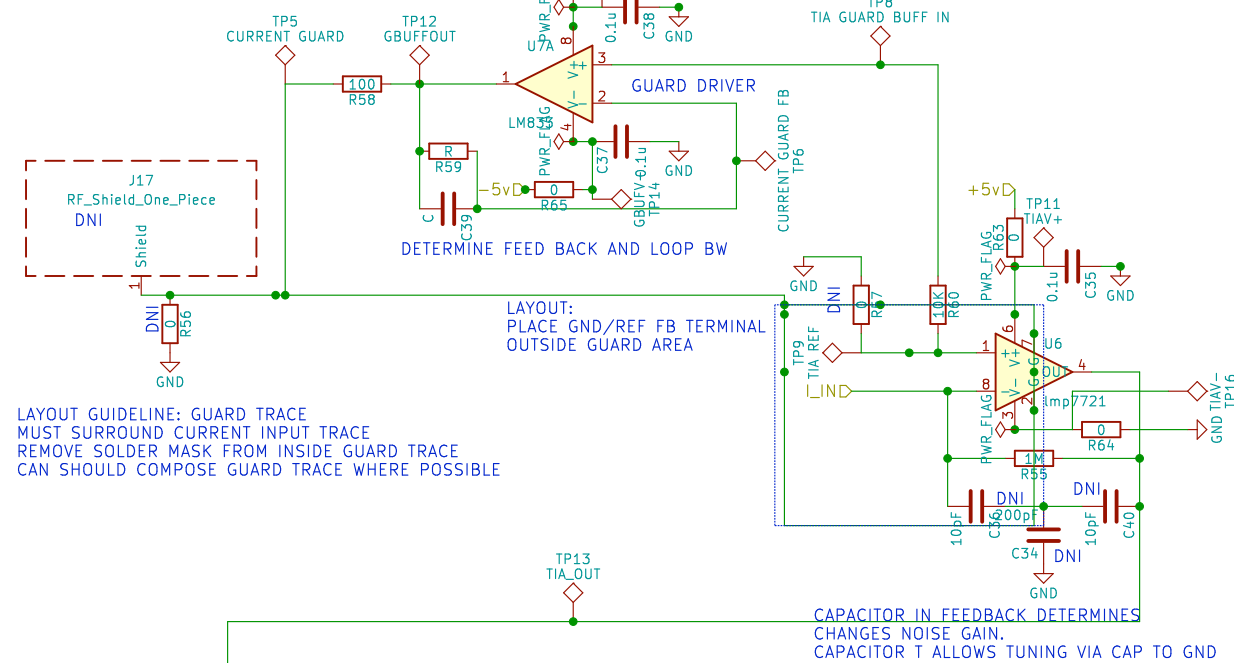 TP5
CURRENT GUARD
TP12
GBUFFOUT
PWR_F
0.1u
C38
GND
TP8
TIA GUARD BUFF IN
U7A
8
V+
+
3
1
V-
-
2
4
GUARD DRIVER
100
R58
LM833
PWR_FLAG
C37
0.1u
GND
CURRENT GUARD FB
TP6
R
R59
C
C39
-5v
0
R65
GBUFV-
TP14
J17
RF_Shield_One_Piece
DNI
Shield
1
DNI
0
R56
GND
DETERMINE FEED BACK AND LOOP BW
+5v
TP11
TIAV+
R63
0
PWR_FLAG
0.1u
C35
GND
GND
DNI
0
10K
R60
LAYOUT:
PLACE GND/REF FB TERMINAL
OUTSIDE GUARD AREA
TP9
TIA_REF
U6
6
7
1
V+
+
G
OUT
4
8
V-
-
G
3
2
lmp7721
I_IN
PWR_FLAG
0
R64
GND
TIAV-
TP16
1M
R55
LAYOUT GUIDELINE: GUARD TRACE
MUST SURROUND CURRENT INPUT TRACE
REMOVE SOLDER MASK FROM INSIDE GUARD TRACE
CAN SHOULD COMPOSE GUARD TRACE WHERE POSSIBLE
DNI
10pF
200pF
C34
DNI
DNI
10pF
C40
GND
TP13
TIA_OUT
CAPACITOR IN FEEDBACK DETERMINES
CHANGES NOISE GAIN.
CAPACITOR T ALLOWS TUNING VIA CAP TO GND